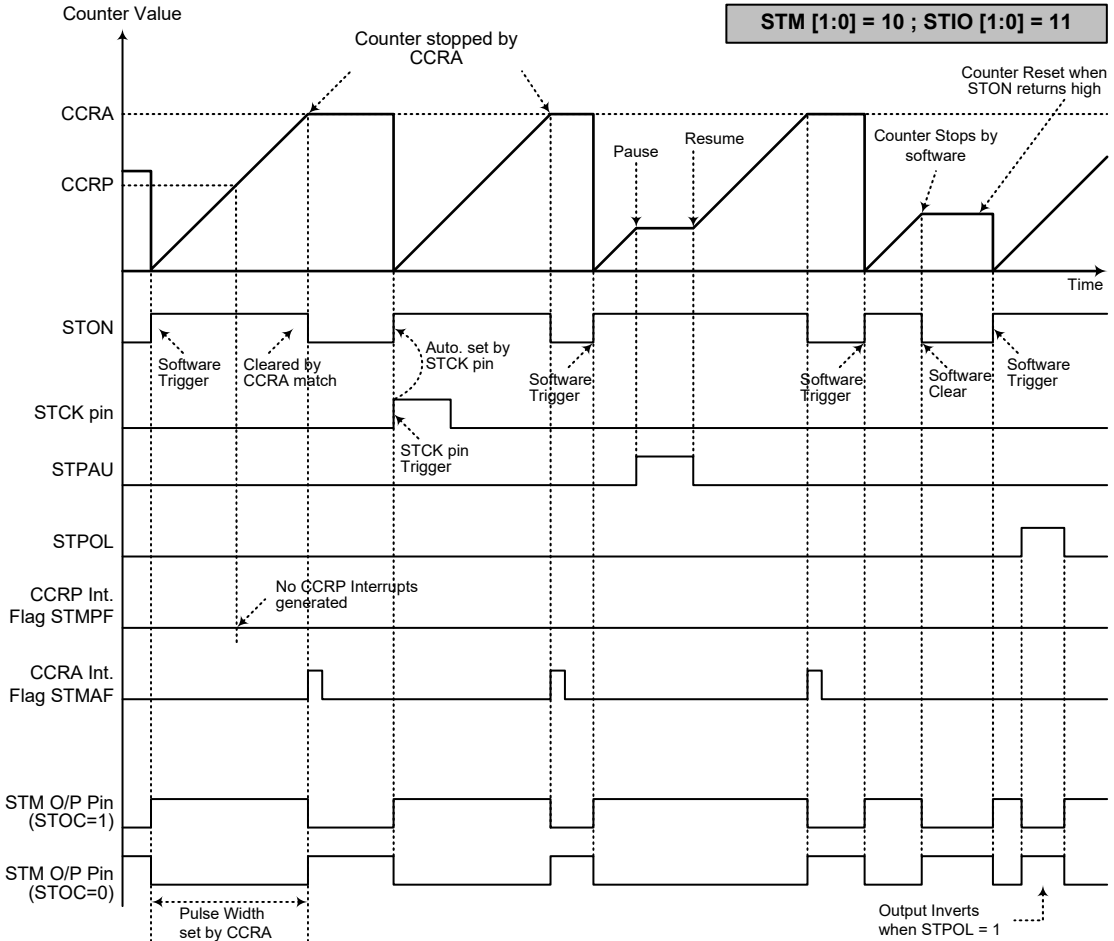 Counter Value
STM [1:0] = 10 ; STIO [1:0] = 11
Counter stopped by
CCRA
Counter Reset when
STON returns high
CCRA
Pause
Resume
Counter Stops by
software
CCRP
Time
STON
Software
Trigger
Cleared by
CCRA match
Auto. set by
STCK pin
Software
Trigger
Software
Trigger
Software
Clear
Software
Trigger
STCK pin
STCK pin
Trigger
STPAU
STPOL
CCRP Int.
Flag STMPF
No CCRP Interrupts
generated
CCRA Int.
Flag STMAF
STM O/P Pin
(STOC=1)
STM O/P Pin
(STOC=0)
Pulse Width
set by CCRA
Output Inverts
when STPOL = 1